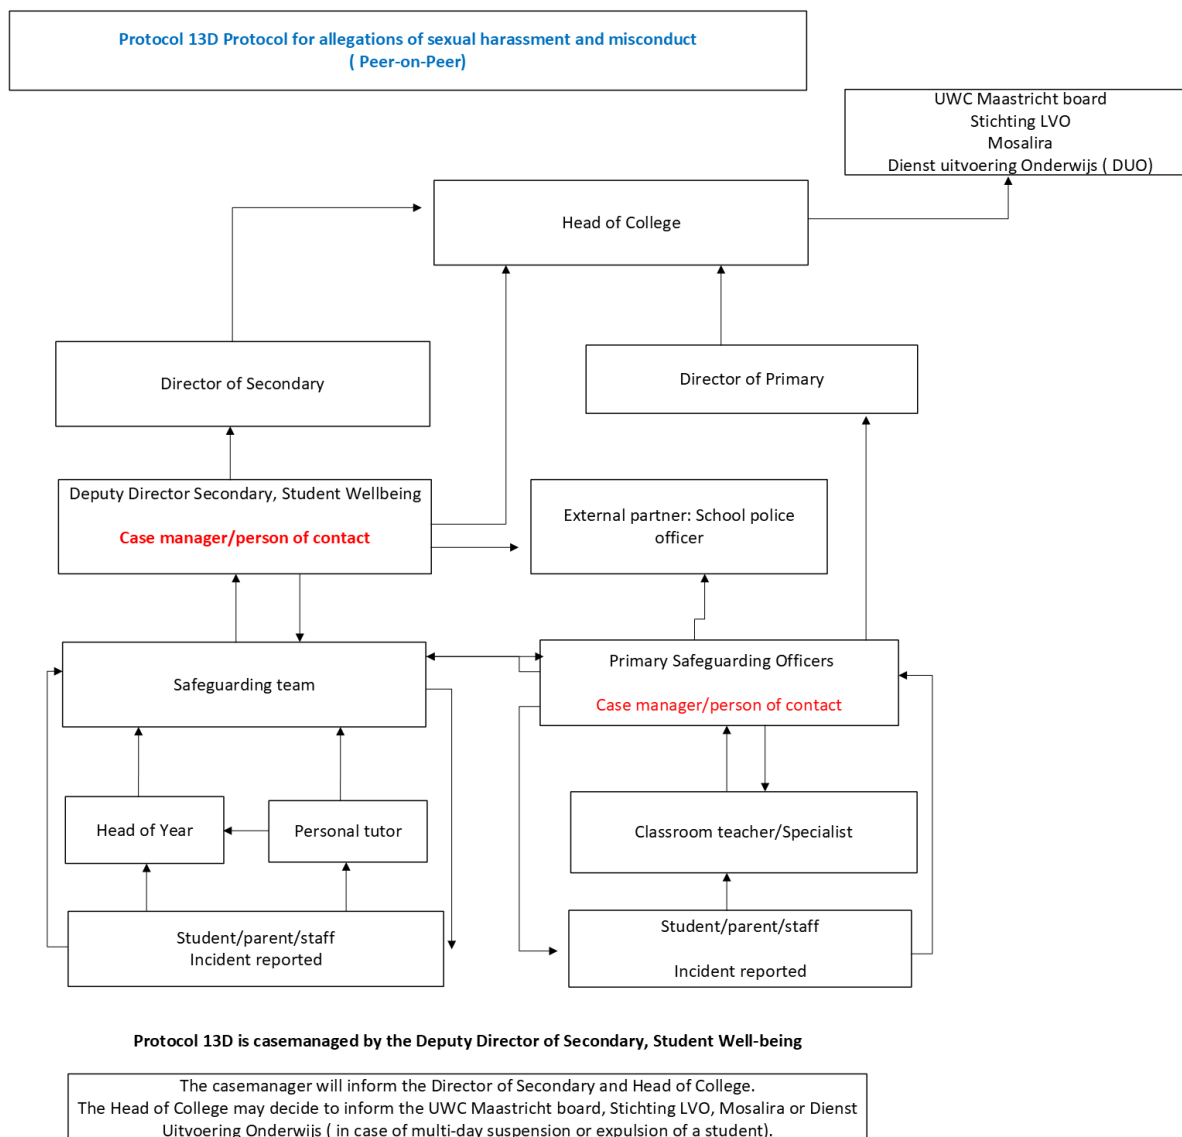 Protocol 13D Protocol for allegations of sexual harassment and misconduct
( Peer-on-Peer)
UWC Maastricht board
Stichting LVO
Mosalira
Dienst uitvoering Onderwijs ( DUO)
Head of College
Director of Secondary
Director of Primary
Deputy Director Secondary, Student Wellbeing
Case manager/person of contact
External partner: School police
officer
Safeguarding team
Primary Safeguarding Officers
Case manager/person of contact
Head of Year
Personal tutor
Classroom teacher/Specialist
Student/parent/staff
Incident reported
Student/parent/staff
Incident reported
Protocol 13D is casemanaged by the Deputy Director of Secondary, Student Well-being
The casemanager will inform the Director of Secondary and Head of College.
The Head of College may decide to inform the UWC Maastricht board, Stichting LVO, Mosalira or Dienst
Uitvoering Onderwijs ( in case of multi-day suspension or expulsion of a student).